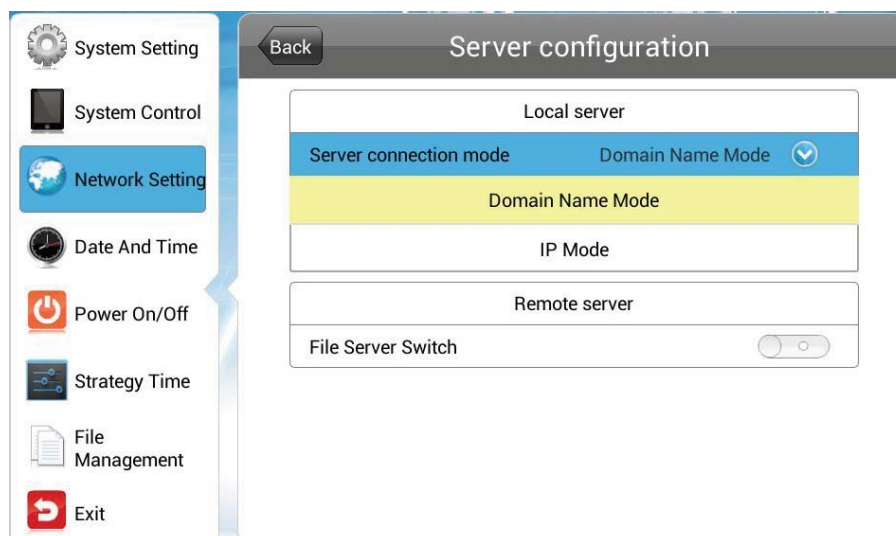 System Setting
System Control
Network Setting
Date And Time
Power On/Off
Strategy Time
File
Management
Exit
Back
Server configuration
Local server
Server connection mode Domain Name Mode
Domain Name Mode
IP Mode
Remote server
File Server Switch